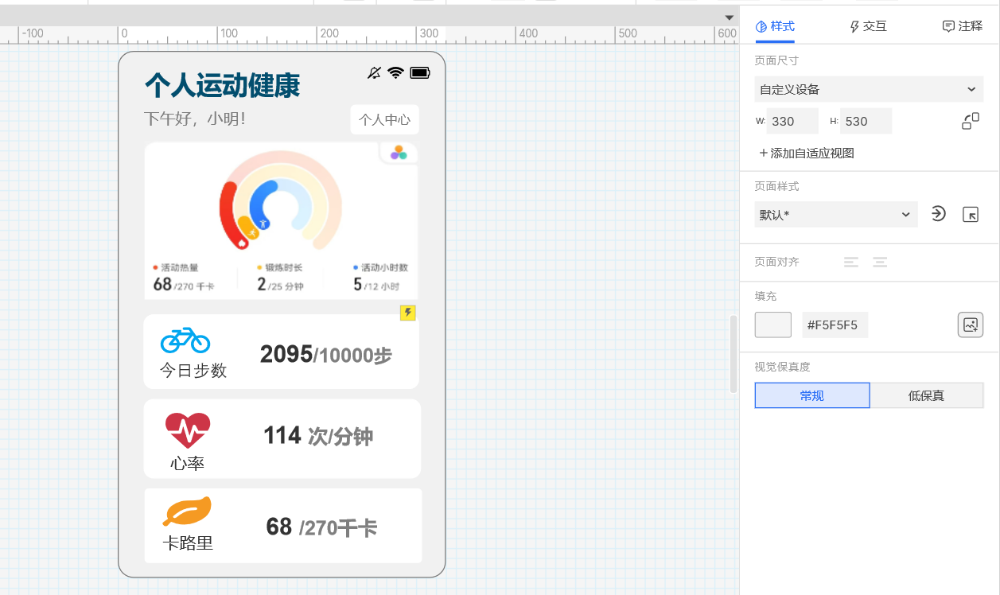 样式
交互
注释
-100 0 100 200 300 400 500 600
页面尺寸
自定义设备
W: 330 H: 530
+添加自适应视图
页面样式
默认*
页面对齐
填充
#F5F5F5
视觉保真度
常规
低保真
个人运动健康
下午好，小明！
个人中心
活动热量
68/270 千卡
锻炼时长
2/25 分钟
活动小时数
5/12 小时
今日步数
2095/10000步
心率
114 次/分钟
卡路里
68 /270千卡